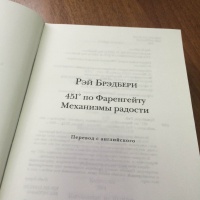 Рэй Брэдбери
451° по Фаренгейту
Механизмы радости
Перевод с английского